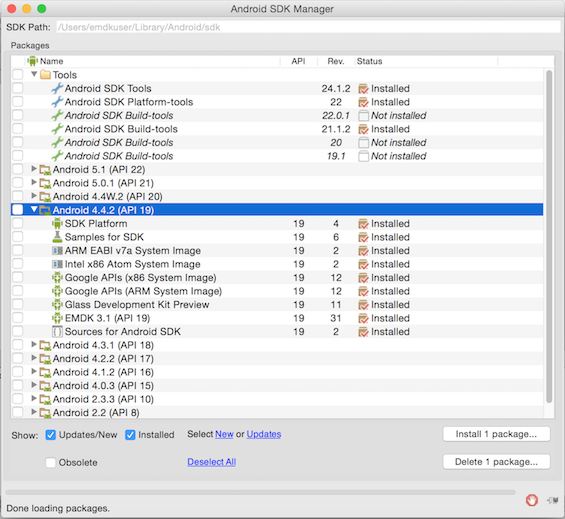 Android SDK Manager
SDK Path: /Users/emdkuser/Library/Android/sdk
Packages
Name API Rev. Status
Tools
Android SDK Tools 24.1.2 Installed
Android SDK Platform-tools 22 Installed
Android SDK Build-tools 22.0.1 Not installed
Android SDK Build-tools 21.1.2 Installed
Android SDK Build-tools 20 Not installed
Android SDK Build-tools 19.1 Not installed
Android 5.1 (API 22)
Android 5.0.1 (API 21)
Android 4.4W.2 (API 20)
Android 4.4.2 (API 19)
SDK Platform 19 4 Installed
Samples for SDK 19 6 Installed
ARM EABI v7a System Image 19 2 Installed
Intel x86 Atom System Image 19 2 Installed
Google APIs (x86 System Image) 19 12 Installed
Google APIs (ARM System Image) 19 12 Installed
Glass Development Kit Preview 19 11 Installed
EMDK 3.1 (API 19) 19 31 Installed
Sources for Android SDK 19 2 Installed
Android 4.3.1 (API 18)
Android 4.2.2 (API 17)
Android 4.1.2 (API 16)
Android 4.0.3 (API 15)
Android 2.3.3 (API 10)
Android 2.2 (API 8)
Show: Updates/New Installed Select New or Updates Install 1 package...
Obsolete Deselect All Delete 1 package...
Done loading packages.